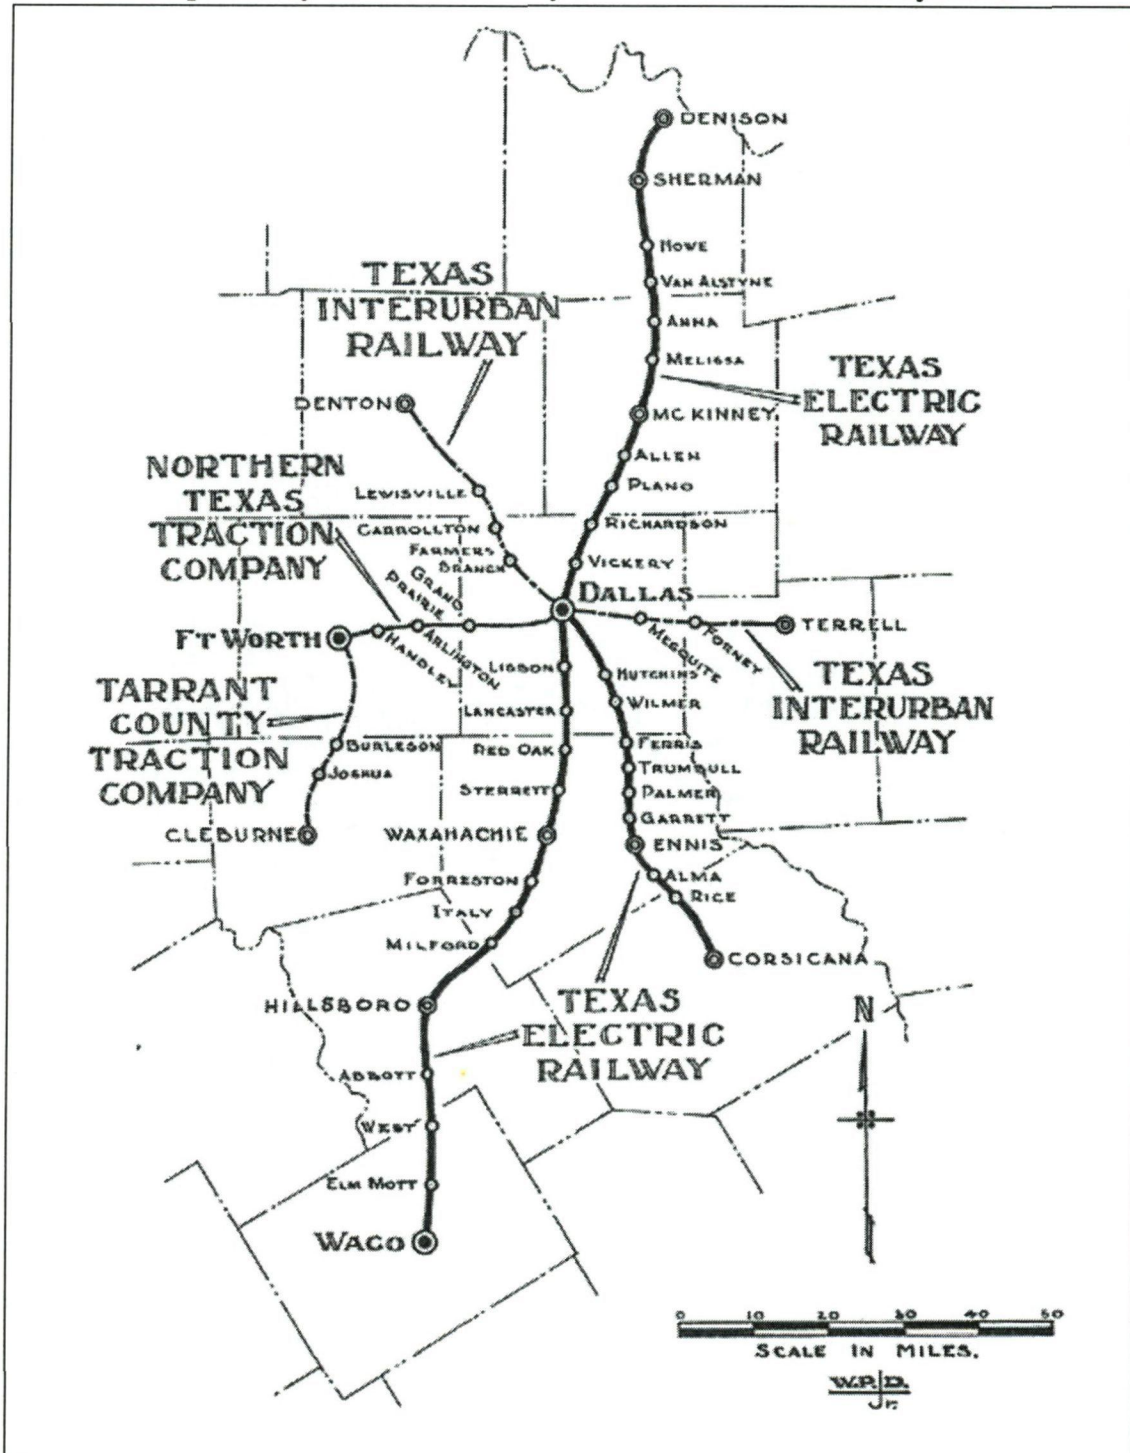 DENISON
SHERMAN
HOWE
VAN ALSTYNE
ANNA
MELISSA
MCKINNEY
ALLEN
PLANO
RICHARDSON
VICKERY
DALLAS
TEXAS
INTERURBAN
RAILWAY
TEXAS
ELECTRIC
RAILWAY
DENTON
LEWISVILLE
CARROLLTON
FARMERS
BRANCH
NORTHERN
TEXAS
TRACTION
COMPANY
GRAND
PRAIRIE
ARLINGTON
HANDLEY
FT WORTH
MESQUITE
FORNEY
TERRELL
TEXAS
INTERURBAN
RAILWAY
TARRANT
COUNTY
TRACTION
COMPANY
BURLESON
JOSHUA
CLEBURNE
LISBON
LANCASTER
RED OAK
STERRETT
WAXAHACHIE
FORRESTON
ITALY
MILFORD
HILLSBORO
ABBOTT
WEST
ELM MOTT
WACO
HUTCHINS
WILMER
FERRIS
TRUMBULL
PALMER
GARRETT
ENNIS
ALMA
RICE
CORSICANA
TEXAS
ELECTRIC
RAILWAY
N
0 10 20 30 40 50
SCALE IN MILES.
W.P.D.
Jr.